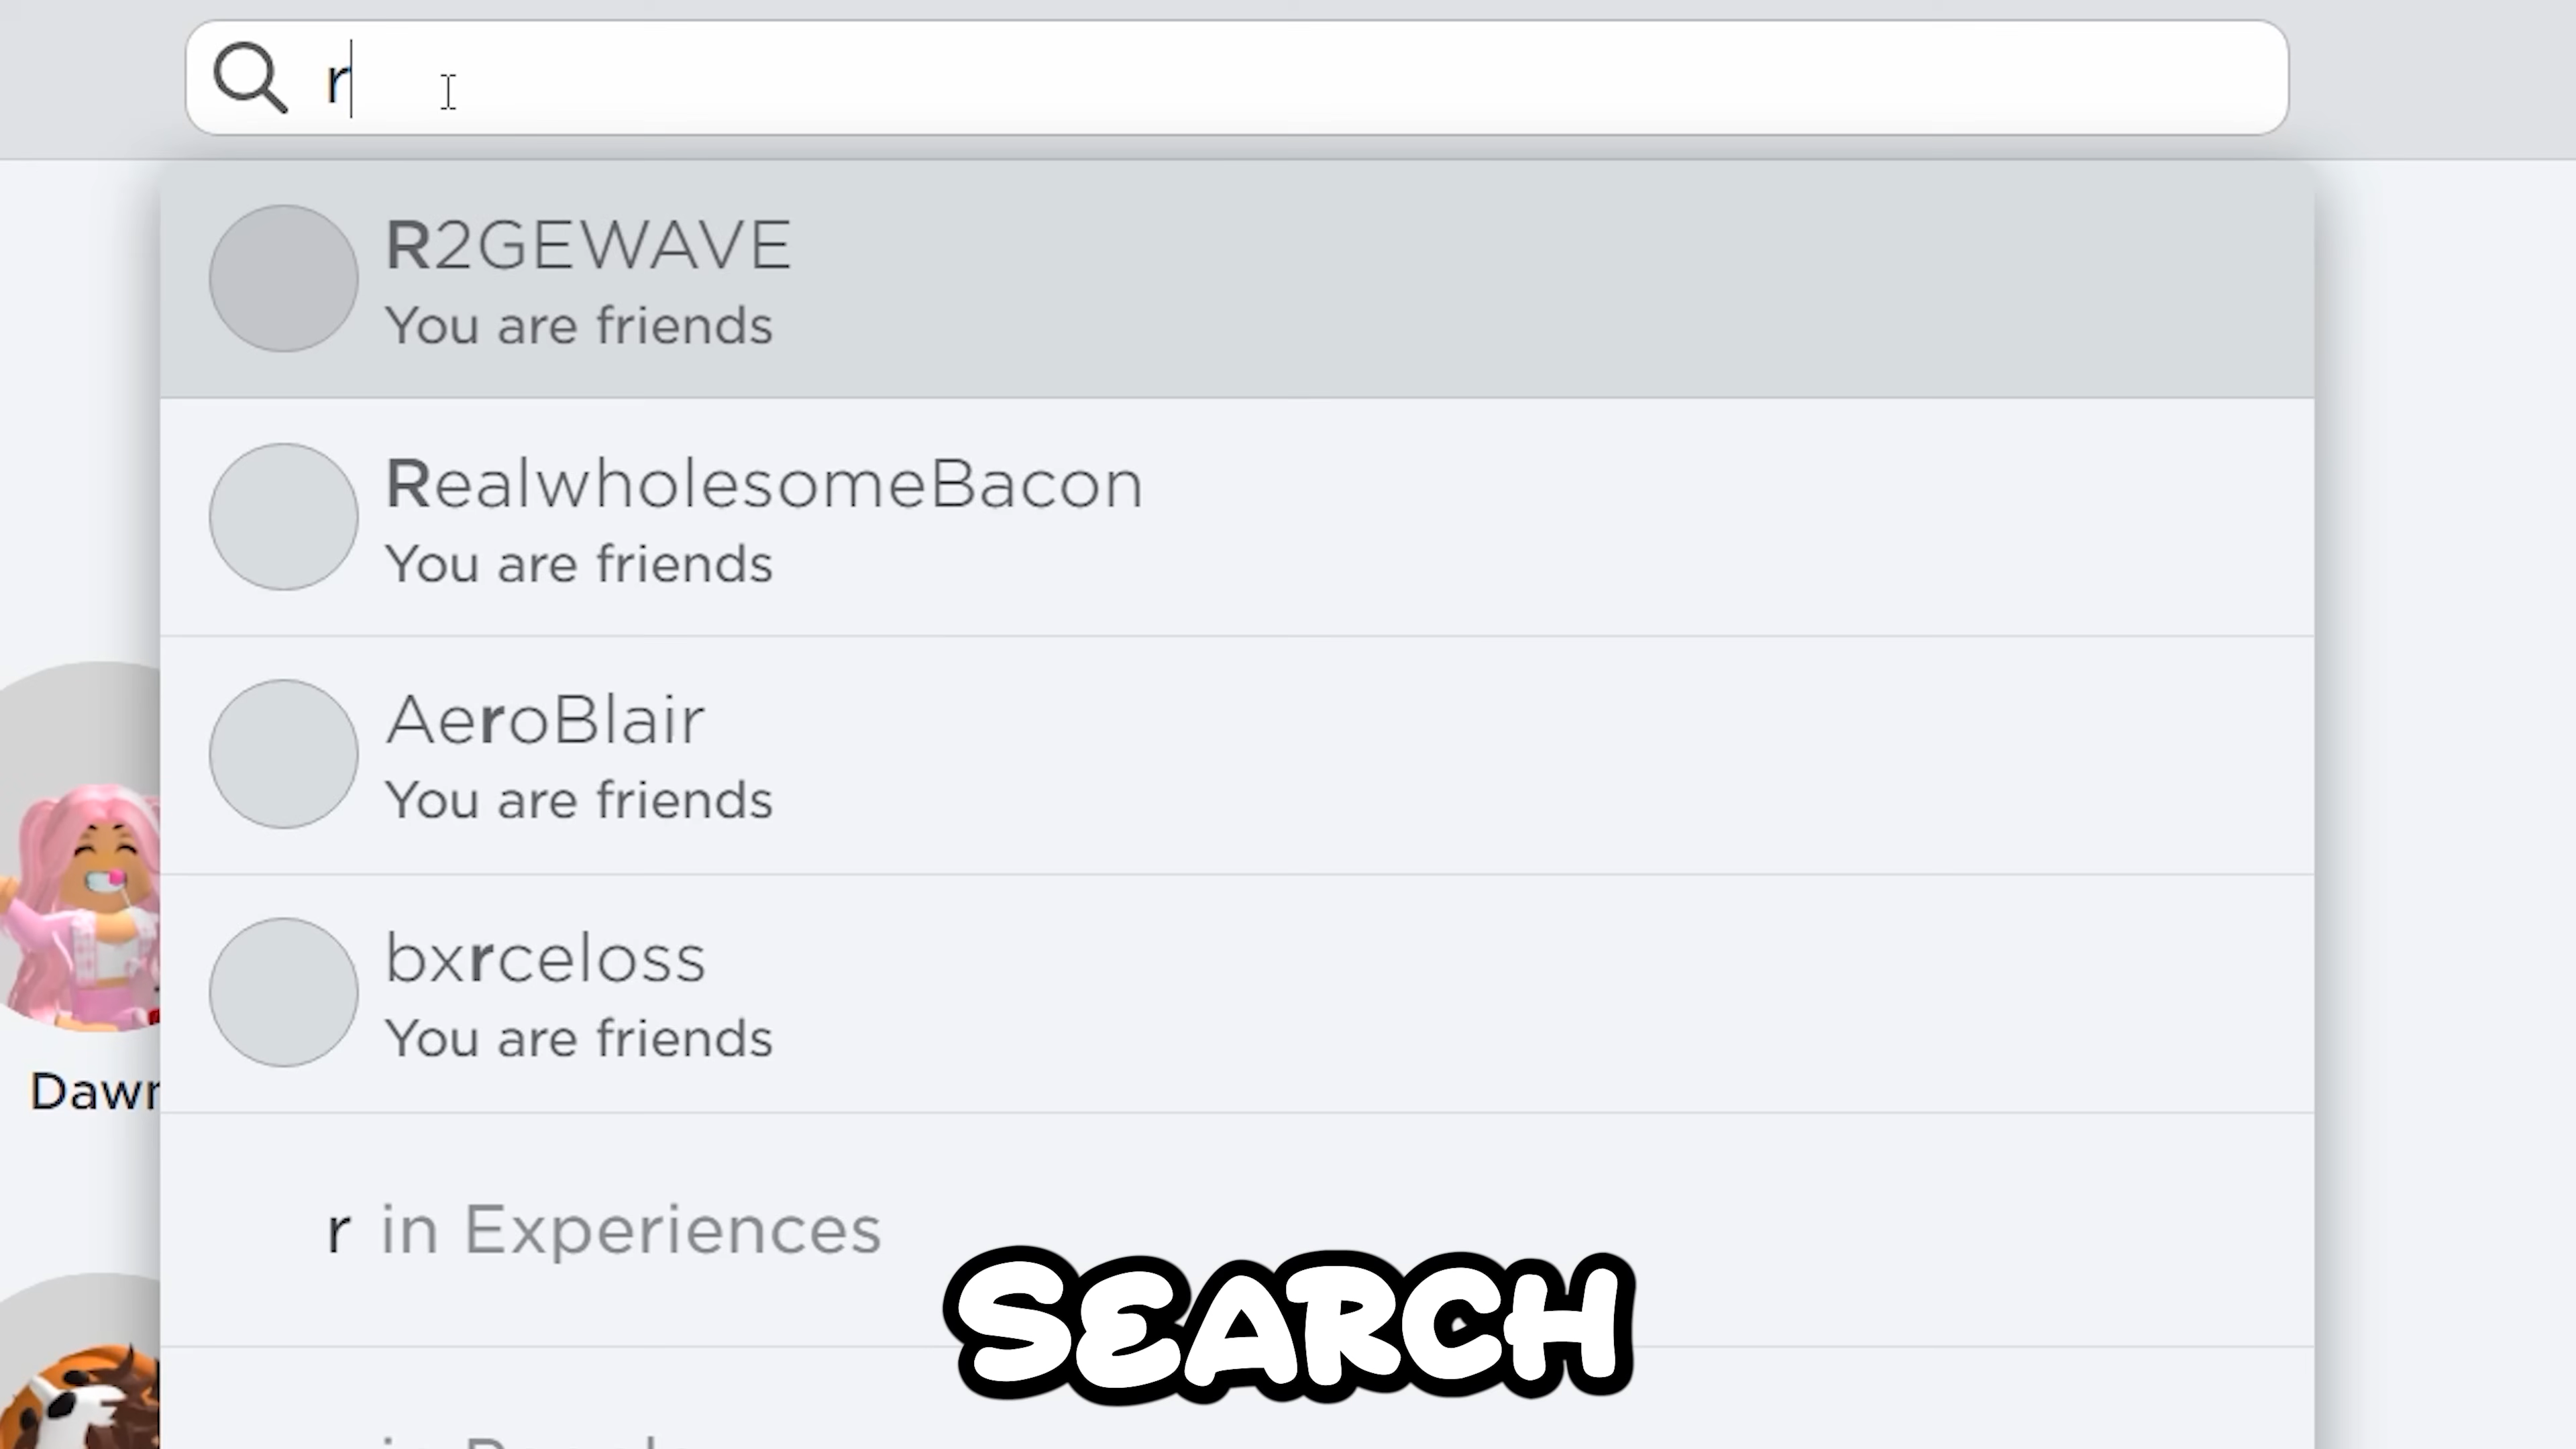 r
R2GEWAVE
You are friends
RealwholesomeBacon
You are friends
AeroBlair
You are friends
bxrceloss
You are friends
Dawn
r in Experiences
SEARCH